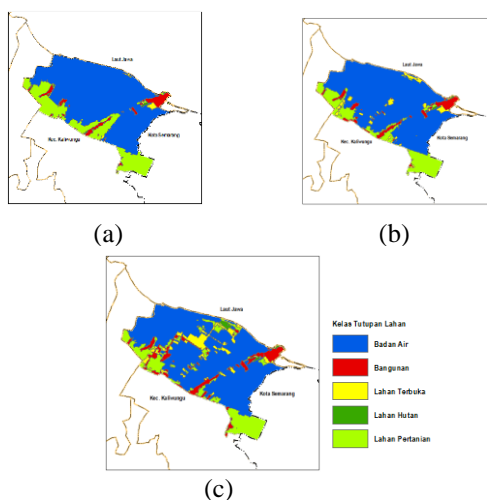 Laut Jawa
Kota Semarang
Kec. Kaliwungu
(a)
Laut Jawa
Kota Semarang
Kec. Kaliwungu
(b)
Laut Jawa
Kec. Kaliwungu
Kota Semarang
(c)
Kelas Tutupan Lahan
Badan Air
Bangunan
Lahan Terbuka
Lahan Hutan
Lahan Pertanian